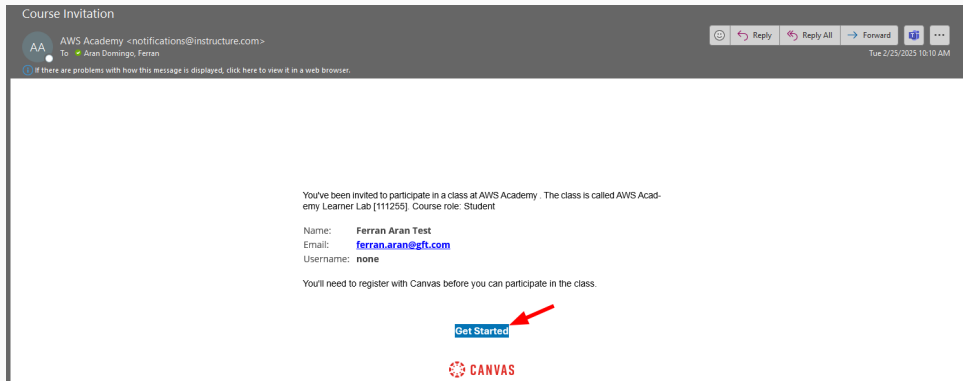 Course Invitation
AA
AWS Academy <notifications@instructure.com>
To Aran Domingo, Ferran
Reply
Reply All
Forward
Tue 2/25/2025 10:10 AM
If there are problems with how this message is displayed, click here to view it in a web browser.
You've been invited to participate in a class at AWS Academy . The class is called AWS Acad-
emy Learner Lab [111255]. Course role: Student
Name: Ferran Aran Test
Email: ferran.aran@gft.com
Username: none
You'll need to register with Canvas before you can participate in the class.
Get Started
CANVAS